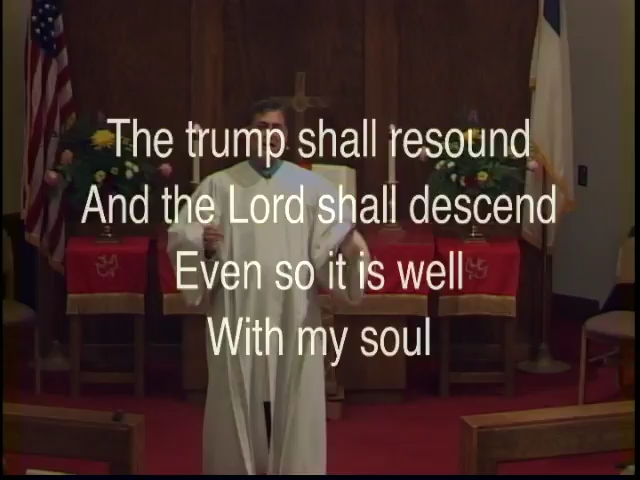 The trump shall resound
And the Lord shall descend
Even so it is well
With my soul